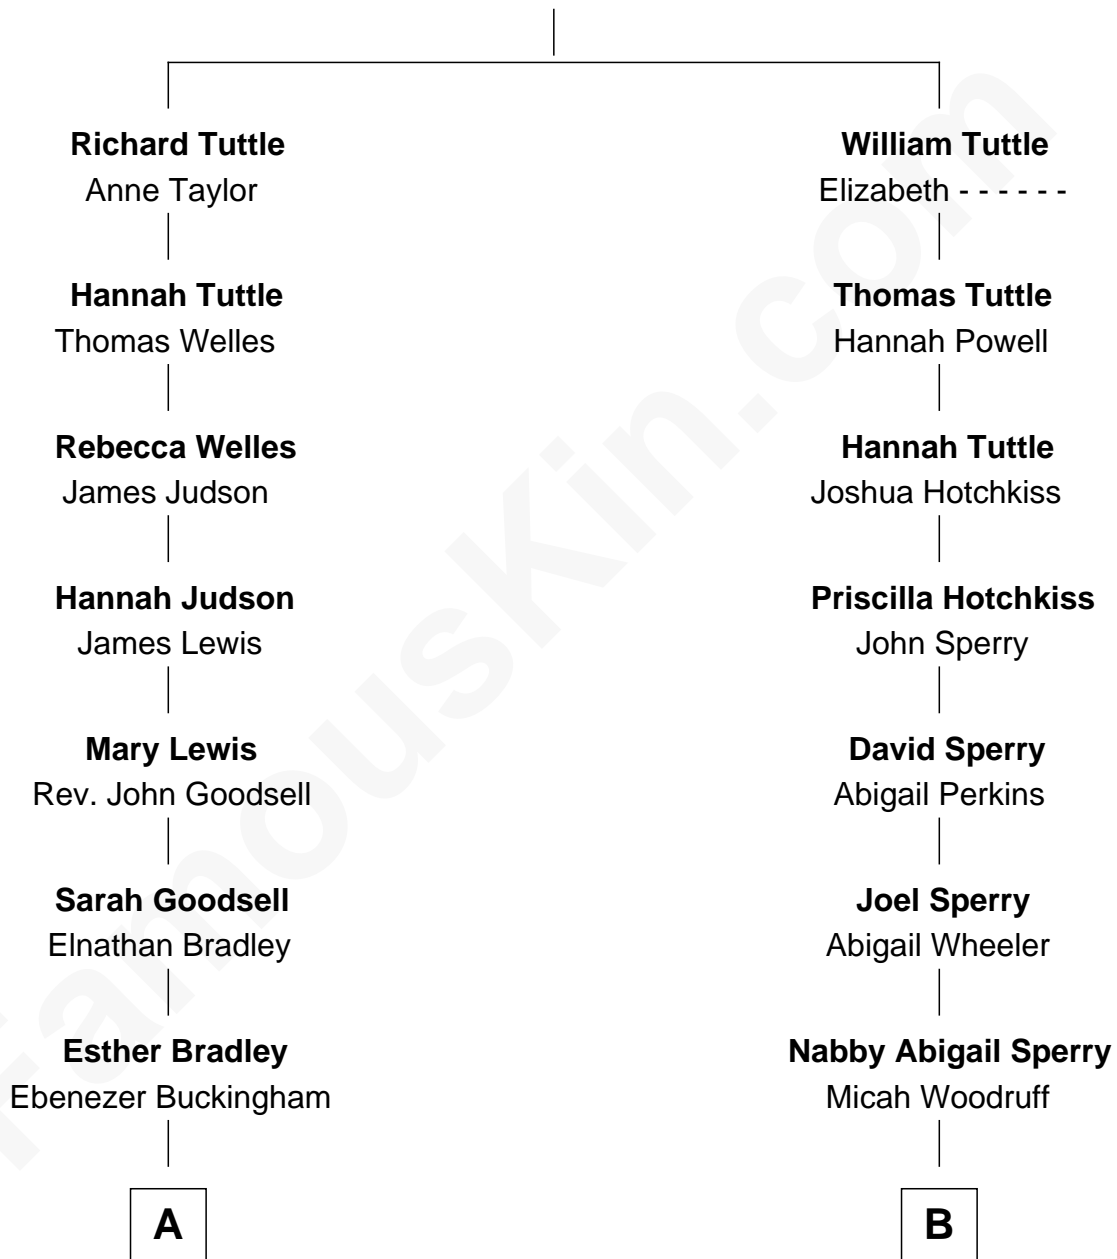 Richard Tuttle
Anne Taylor
Hannah Tuttle
Thomas Welles
Rebecca Welles
James Judson
Hannah Judson
James Lewis
Mary Lewis
Rev. John Goodsell
Sarah Goodsell
Elnathan Bradley
Esther Bradley
Ebenezer Buckingham
A
William Tuttle
Elizabeth - - - - - -
Thomas Tuttle
Hannah Powell
Hannah Tuttle
Joshua Hotchkiss
Priscilla Hotchkiss
John Sperry
David Sperry
Abigail Perkins
Joel Sperry
Abigail Wheeler
Nabby Abigail Sperry
Micah Woodruff
B
FamousKin.com